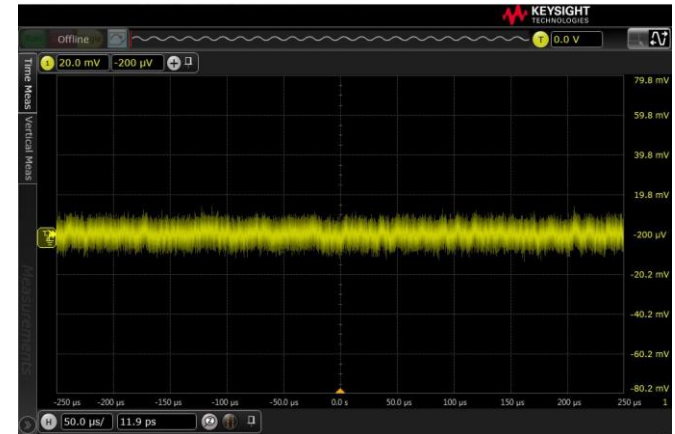 KEYSIGHT
TECHNOLOGIES
Offline
T 0.0 V
1 20.0 mV -200 µV
Time Meas
Vertical Meas
Measurements
79.8 mV
59.8 mV
39.8 mV
19.8 mV
-200 µV
-20.2 mV
-40.2 mV
-60.2 mV
-80.2 mV
-250 µs -200 µs -150 µs -100 µs -50.0 µs 0.0 s 50.0 µs 100 µs 150 µs 200 µs 250 µs 1
H 50.0 µs/ 11.9 ps